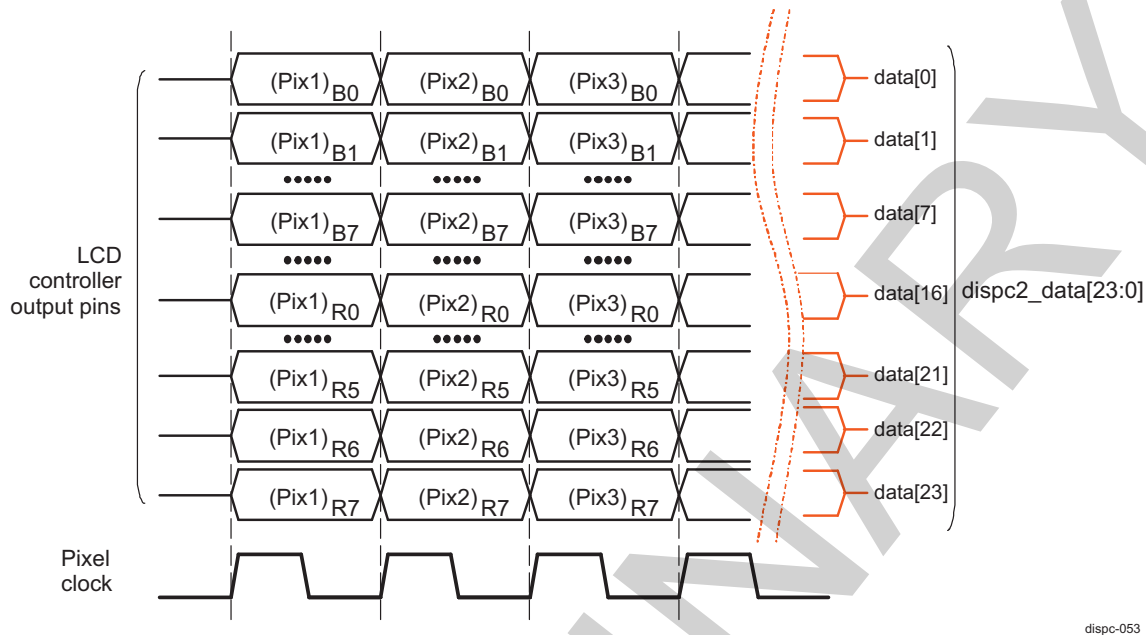 (Pix1)B0 (Pix2)B0 (Pix3)B0 data[0]
(Pix1)B1 (Pix2)B1 (Pix3)B1 data[1]
(Pix1)B7 (Pix2)B7 (Pix3)B7 data[7]
LCD
controller
output pins
(Pix1)R0 (Pix2)R0 (Pix3)R0 data[16] dispc2_data[23:0]
(Pix1)R5 (Pix2)R5 (Pix3)R5 data[21]
(Pix1)R6 (Pix2)R6 (Pix3)R6 data[22]
(Pix1)R7 (Pix2)R7 (Pix3)R7 data[23]
Pixel
clock
dispc-053
INARY